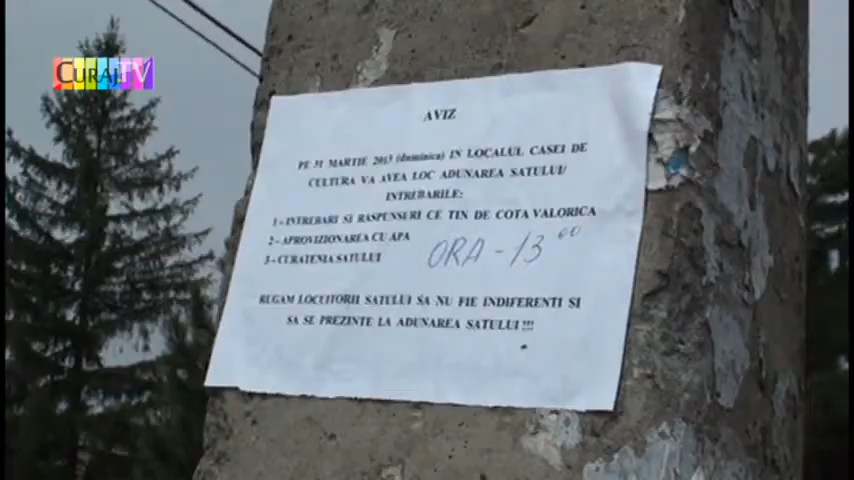 CURAJ.TV
AVIZ
PE 31 MARTIE 2013 (duminica) IN LOCALUL CASEI DE
CULTURA VA AVEA LOC ADUNAREA SATULUI/
INTREBARILE:
1 - INTREBARI SI RASPUNSURI CE TIN DE COTA VALORICA
2 - APROVIZIONAREA CU APA
3 - CURATENIA SATULUI
ORA - 13 00
RUGAM LOCUITORII SATULUI SA NU FIE INDIFERENTI SI
SA SE PREZINTE LA ADUNAREA SATULUI !!!